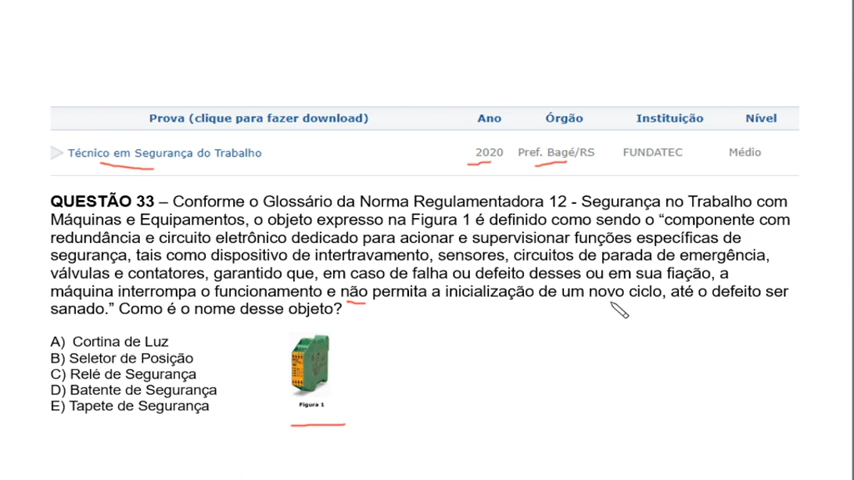 Prova (clique para fazer download) Ano Órgão Instituição Nível
Técnico em Segurança do Trabalho 2020 Pref. Bagé/RS FUNDATEC Médio
QUESTÃO 33 – Conforme o Glossário da Norma Regulamentadora 12 - Segurança no Trabalho com
Máquinas e Equipamentos, o objeto expresso na Figura 1 é definido como sendo o “componente com
redundância e circuito eletrônico dedicado para acionar e supervisionar funções específicas de
segurança, tais como dispositivo de intertravamento, sensores, circuitos de parada de emergência,
válvulas e contatores, garantido que, em caso de falha ou defeito desses ou em sua fiação, a
máquina interrompa o funcionamento e não permita a inicialização de um novo ciclo, até o defeito ser
sanado.” Como é o nome desse objeto?
A) Cortina de Luz
B) Seletor de Posição
C) Relé de Segurança
D) Batente de Segurança
E) Tapete de Segurança
Figura 1